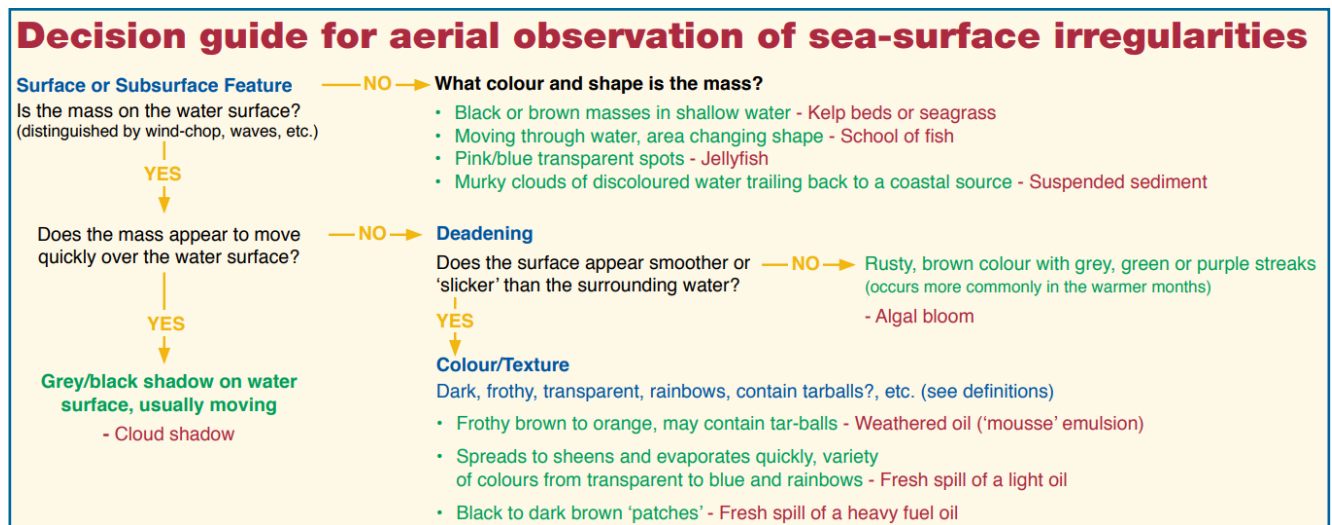 Decision guide for aerial observation of sea-surface irregularities
Surface or Subsurface Feature
Is the mass on the water surface?
(distinguished by wind-chop, waves, etc.)
NO
What colour and shape is the mass?
• Black or brown masses in shallow water - Kelp beds or seagrass
• Moving through water, area changing shape - School of fish
• Pink/blue transparent spots - Jellyfish
• Murky clouds of discoloured water trailing back to a coastal source - Suspended sediment
YES
Does the mass appear to move
quickly over the water surface?
NO
Deadening
Does the surface appear smoother or
‘slicker’ than the surrounding water?
NO
Rusty, brown colour with grey, green or purple streaks
(occurs more commonly in the warmer months)
- Algal bloom
YES
Grey/black shadow on water
surface, usually moving
- Cloud shadow
YES
Colour/Texture
Dark, frothy, transparent, rainbows, contain tarballs?, etc. (see definitions)
• Frothy brown to orange, may contain tar-balls - Weathered oil (‘mousse’ emulsion)
• Spreads to sheens and evaporates quickly, variety
of colours from transparent to blue and rainbows - Fresh spill of a light oil
• Black to dark brown ‘patches’ - Fresh spill of a heavy fuel oil